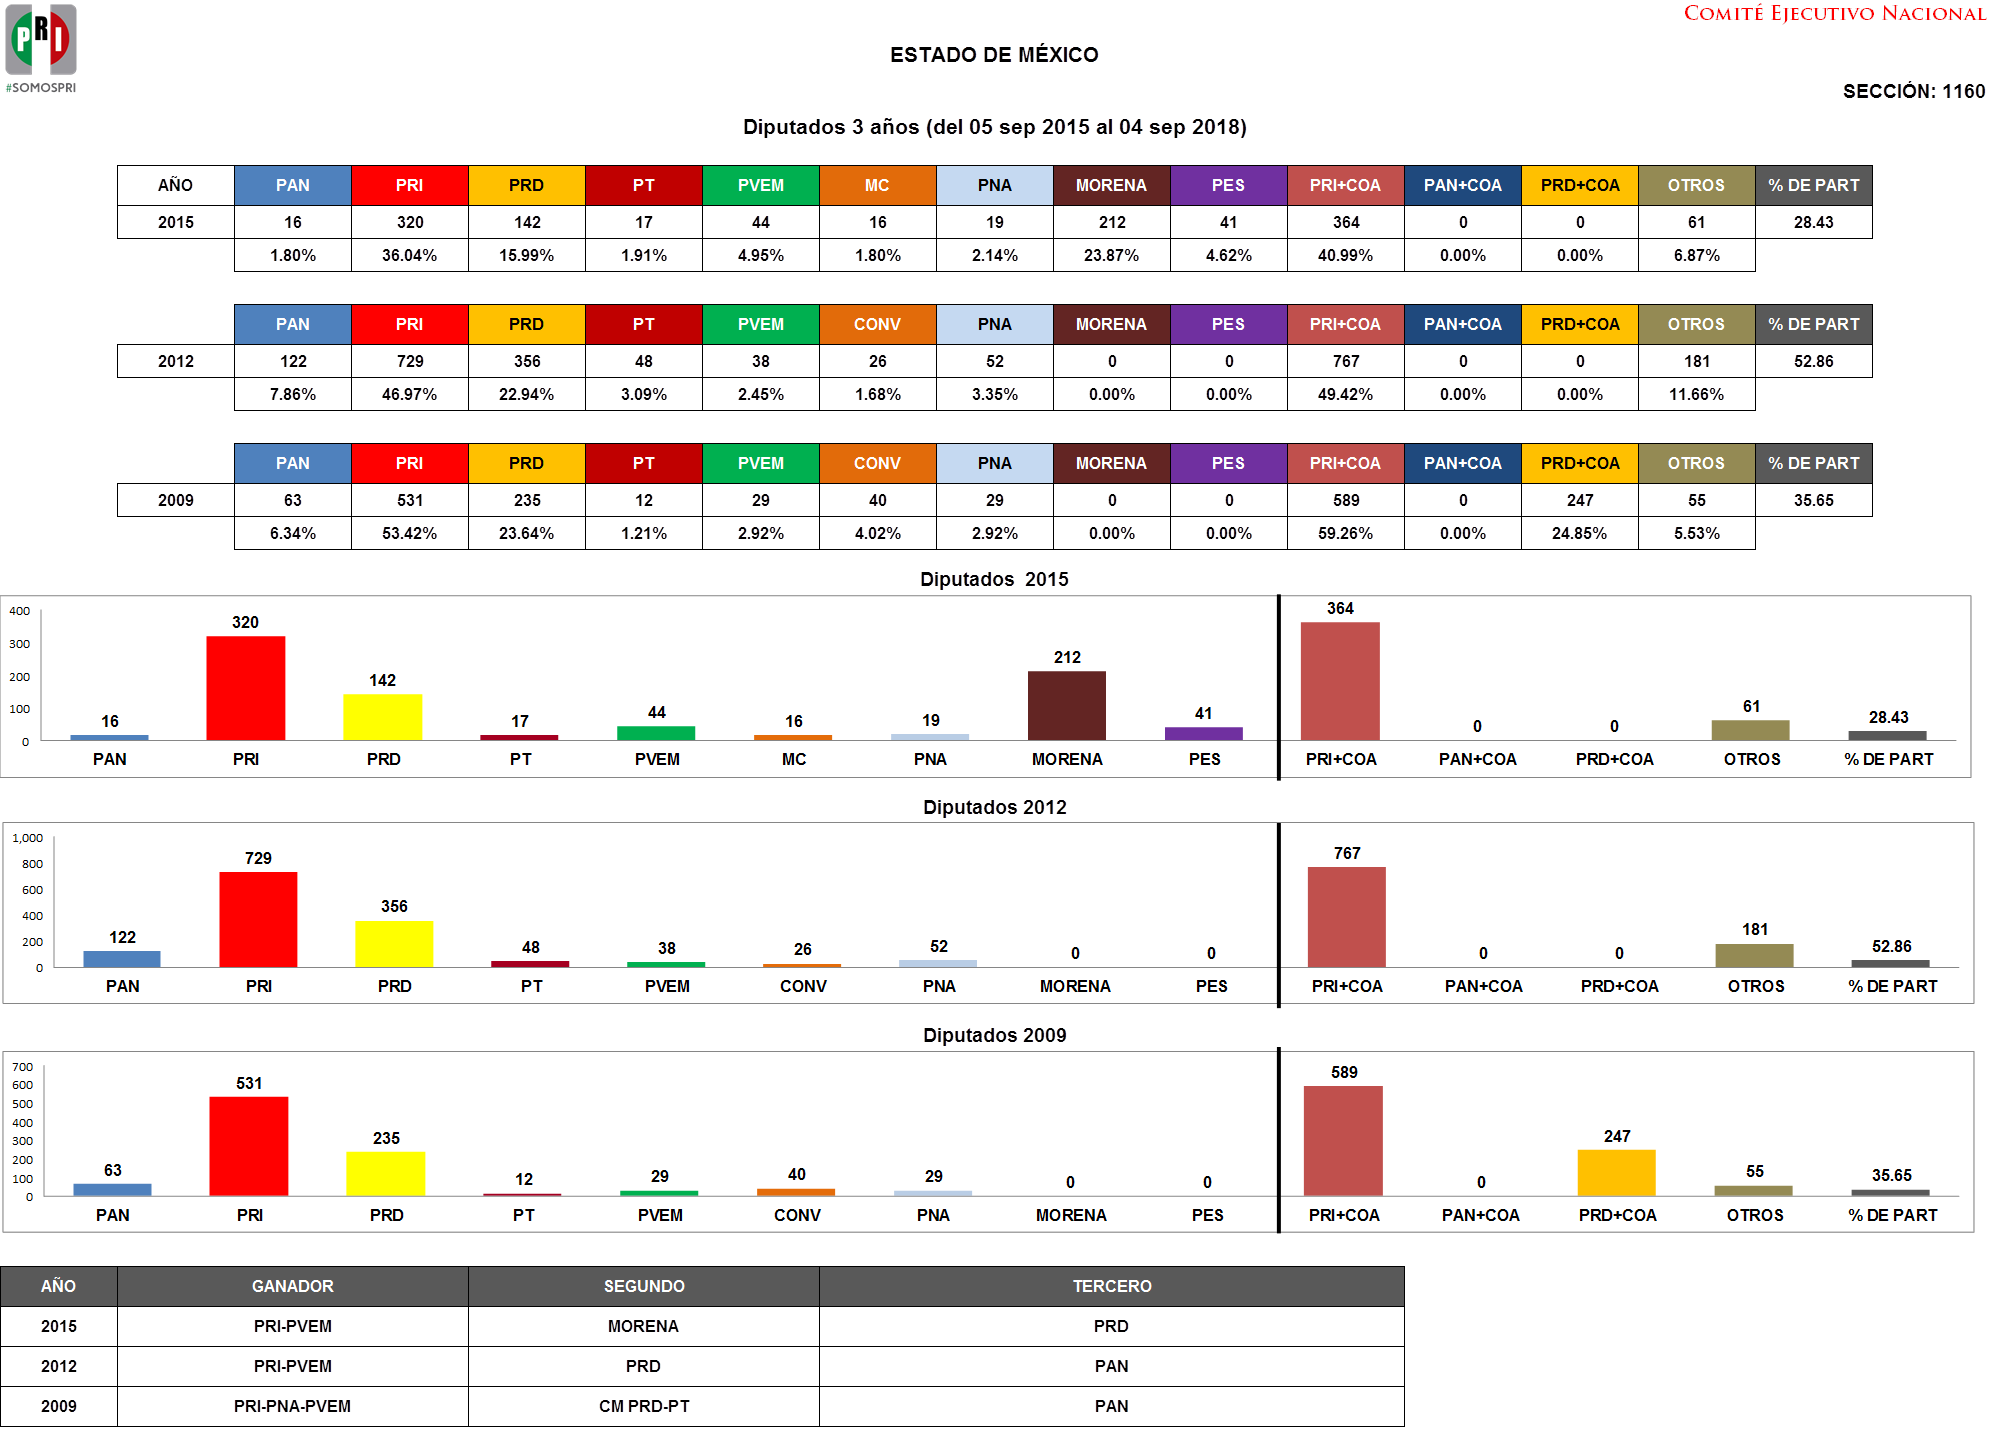 PRI
#SOMOSPRI
COMITÉ EJECUTIVO NACIONAL
ESTADO DE MÉXICO
SECCIÓN: 1160
Diputados 3 años (del 05 sep 2015 al 04 sep 2018)
AÑO PAN PRI PRD PT PVEM MC PNA MORENA PES PRI+COA PAN+COA PRD+COA OTROS % DE PART
2015 16 320 142 17 44 16 19 212 41 364 0 0 61 28.43
1.80% 36.04% 15.99% 1.91% 4.95% 1.80% 2.14% 23.87% 4.62% 40.99% 0.00% 0.00% 6.87%
PAN PRI PRD PT PVEM CONV PNA MORENA PES PRI+COA PAN+COA PRD+COA OTROS % DE PART
2012 122 729 356 48 38 26 52 0 0 767 0 0 181 52.86
7.86% 46.97% 22.94% 3.09% 2.45% 1.68% 3.35% 0.00% 0.00% 49.42% 0.00% 0.00% 11.66%
PAN PRI PRD PT PVEM CONV PNA MORENA PES PRI+COA PAN+COA PRD+COA OTROS % DE PART
2009 63 531 235 12 29 40 29 0 0 589 0 247 55 35.65
6.34% 53.42% 23.64% 1.21% 2.92% 4.02% 2.92% 0.00% 0.00% 59.26% 0.00% 24.85% 5.53%
Diputados 2015
400
300
200
100
0
16 320 142 17 44 16 19 212 41 364 0 0 61 28.43
PAN PRI PRD PT PVEM MC PNA MORENA PES PRI+COA PAN+COA PRD+COA OTROS % DE PART
Diputados 2012
1,000
800
600
400
200
0
122 729 356 48 38 26 52 0 0 767 0 0 181 52.86
PAN PRI PRD PT PVEM CONV PNA MORENA PES PRI+COA PAN+COA PRD+COA OTROS % DE PART
Diputados 2009
700
600
500
400
300
200
100
0
63 531 235 12 29 40 29 0 0 589 0 247 55 35.65
PAN PRI PRD PT PVEM CONV PNA MORENA PES PRI+COA PAN+COA PRD+COA OTROS % DE PART
AÑO GANADOR SEGUNDO TERCERO
2015 PRI-PVEM MORENA PRD
2012 PRI-PVEM PRD PAN
2009 PRI-PNA-PVEM CM PRD-PT PAN